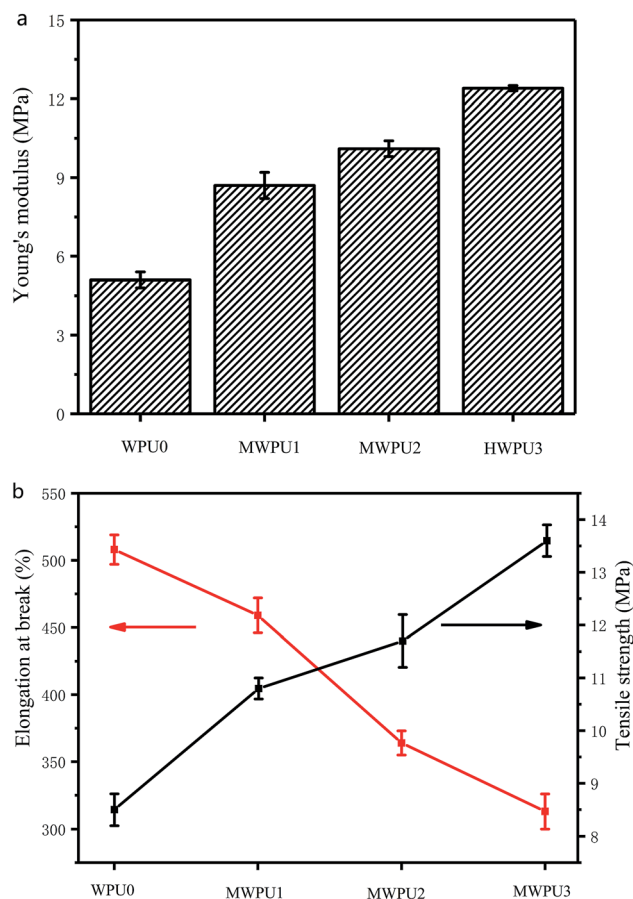 a
Young's modulus (MPa)
15
12
9
6
3
0
WPU0 MWPU1 MWPU2 HWPU3
b
Elongation at break (%)
550
500
450
400
350
300
Tensile strength (MPa)
14
13
12
11
10
9
8
WPU0 MWPU1 MWPU2 MWPU3